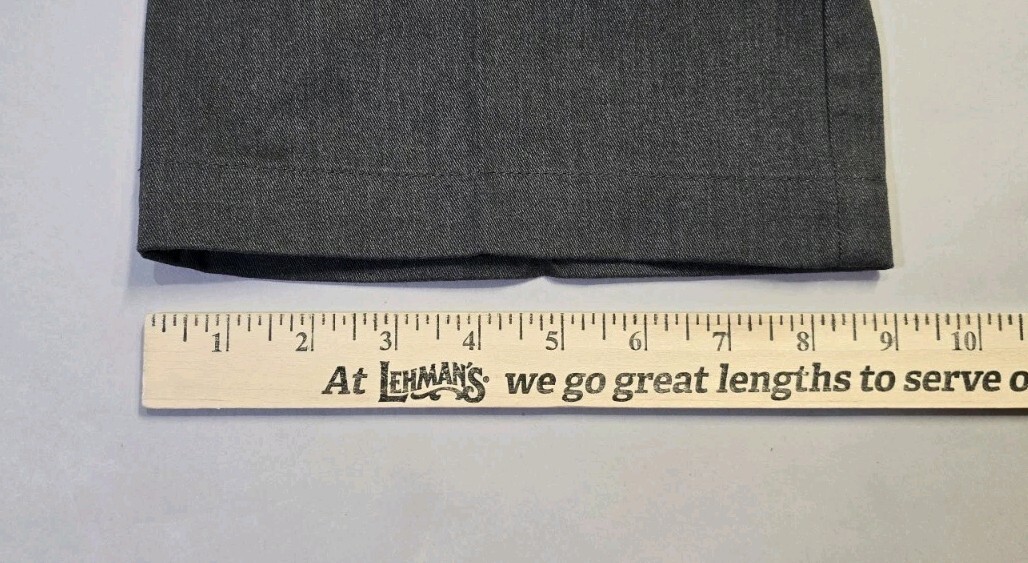 1 2 3 4 5 6 7 8 9 10
At LEHMAN'S. we go great lengths to serve